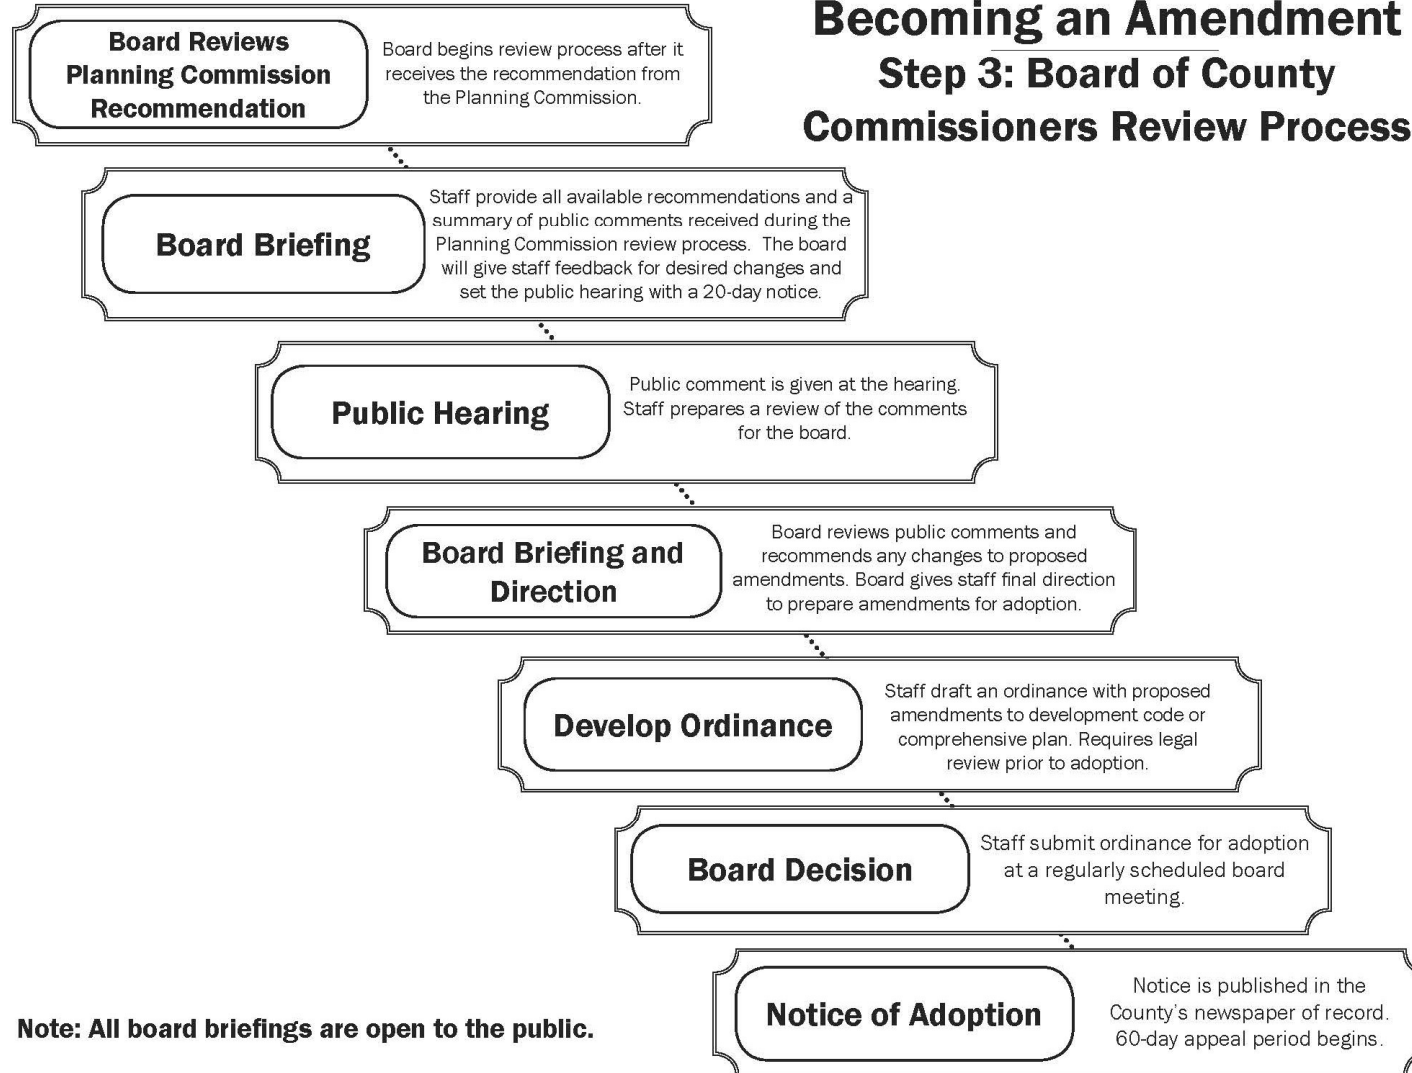 Becoming an Amendment
Step 3: Board of County
Commissioners Review Process
Board Reviews
Planning Commission
Recommendation
Board begins review process after it
receives the recommendation from
the Planning Commission.
Board Briefing
Staff provide all available recommendations and a
summary of public comments received during the
Planning Commission review process.  The board
will give staff feedback for desired changes and
set the public hearing with a 20-day notice.
Public Hearing
Public comment is given at the hearing.
Staff prepares a review of the comments
for the board.
Board Briefing and
Direction
Board reviews public comments and
recommends any changes to proposed
amendments. Board gives staff final direction
to prepare amendments for adoption.
Develop Ordinance
Staff draft an ordinance with proposed
amendments to development code or
comprehensive plan. Requires legal
review prior to adoption.
Board Decision
Staff submit ordinance for adoption
at a regularly scheduled board
meeting.
Notice of Adoption
Notice is published in the
County's newspaper of record.
60-day appeal period begins.
Note: All board briefings are open to the public.